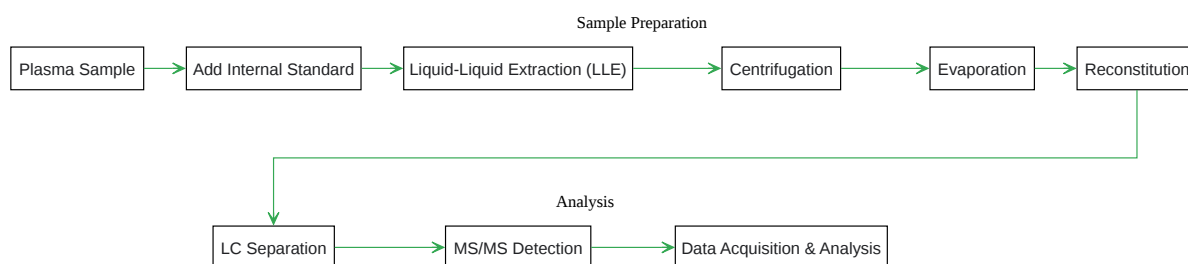 Sample Preparation
Plasma Sample
Add Internal Standard
Liquid-Liquid Extraction (LLE)
Centrifugation
Evaporation
Reconstitution
Analysis
LC Separation
MS/MS Detection
Data Acquisition & Analysis